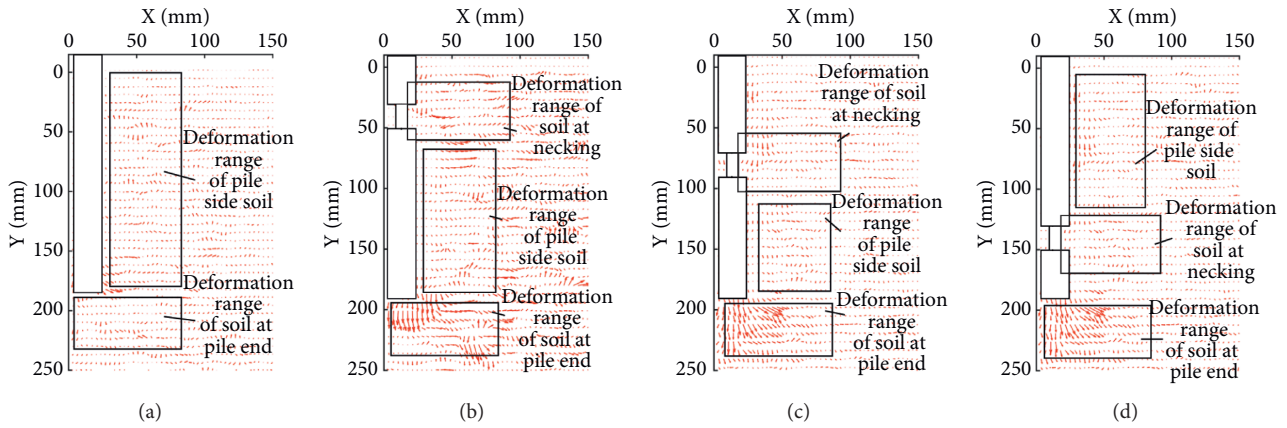 X (mm)
0 50 100 150
0
50
100
150
200
250
Y (mm)
Deformation
range
of pile
side soil
Deformation
range
of soil at
pile end
(a)
X (mm)
0 50 100 150
0
50
100
150
200
250
Y (mm)
Deformation
range of
soil at
necking
Deformation
range
of pile
side soil
Deformation
range
of soil at
pile end
(b)
X (mm)
0 50 100 150
0
50
100
150
200
250
Y (mm)
Deformation
range of soil
at necking
Deformation
range
of pile
side soil
Deformation
range
of soil at
pile end
(c)
X (mm)
0 50 100 150
0
50
100
150
200
250
Y (mm)
Deformation
range of
pile side
soil
Deformation
range of
soil at
necking
Deformation
range
of soil at
pile end
(d)